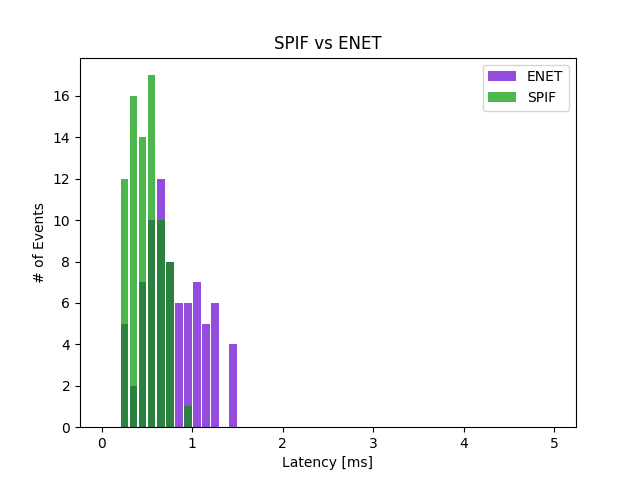 SPIF vs ENET
ENET
SPIF
# of Events
16
14
12
10
8
6
4
2
0
0 1 2 3 4 5
Latency [ms]